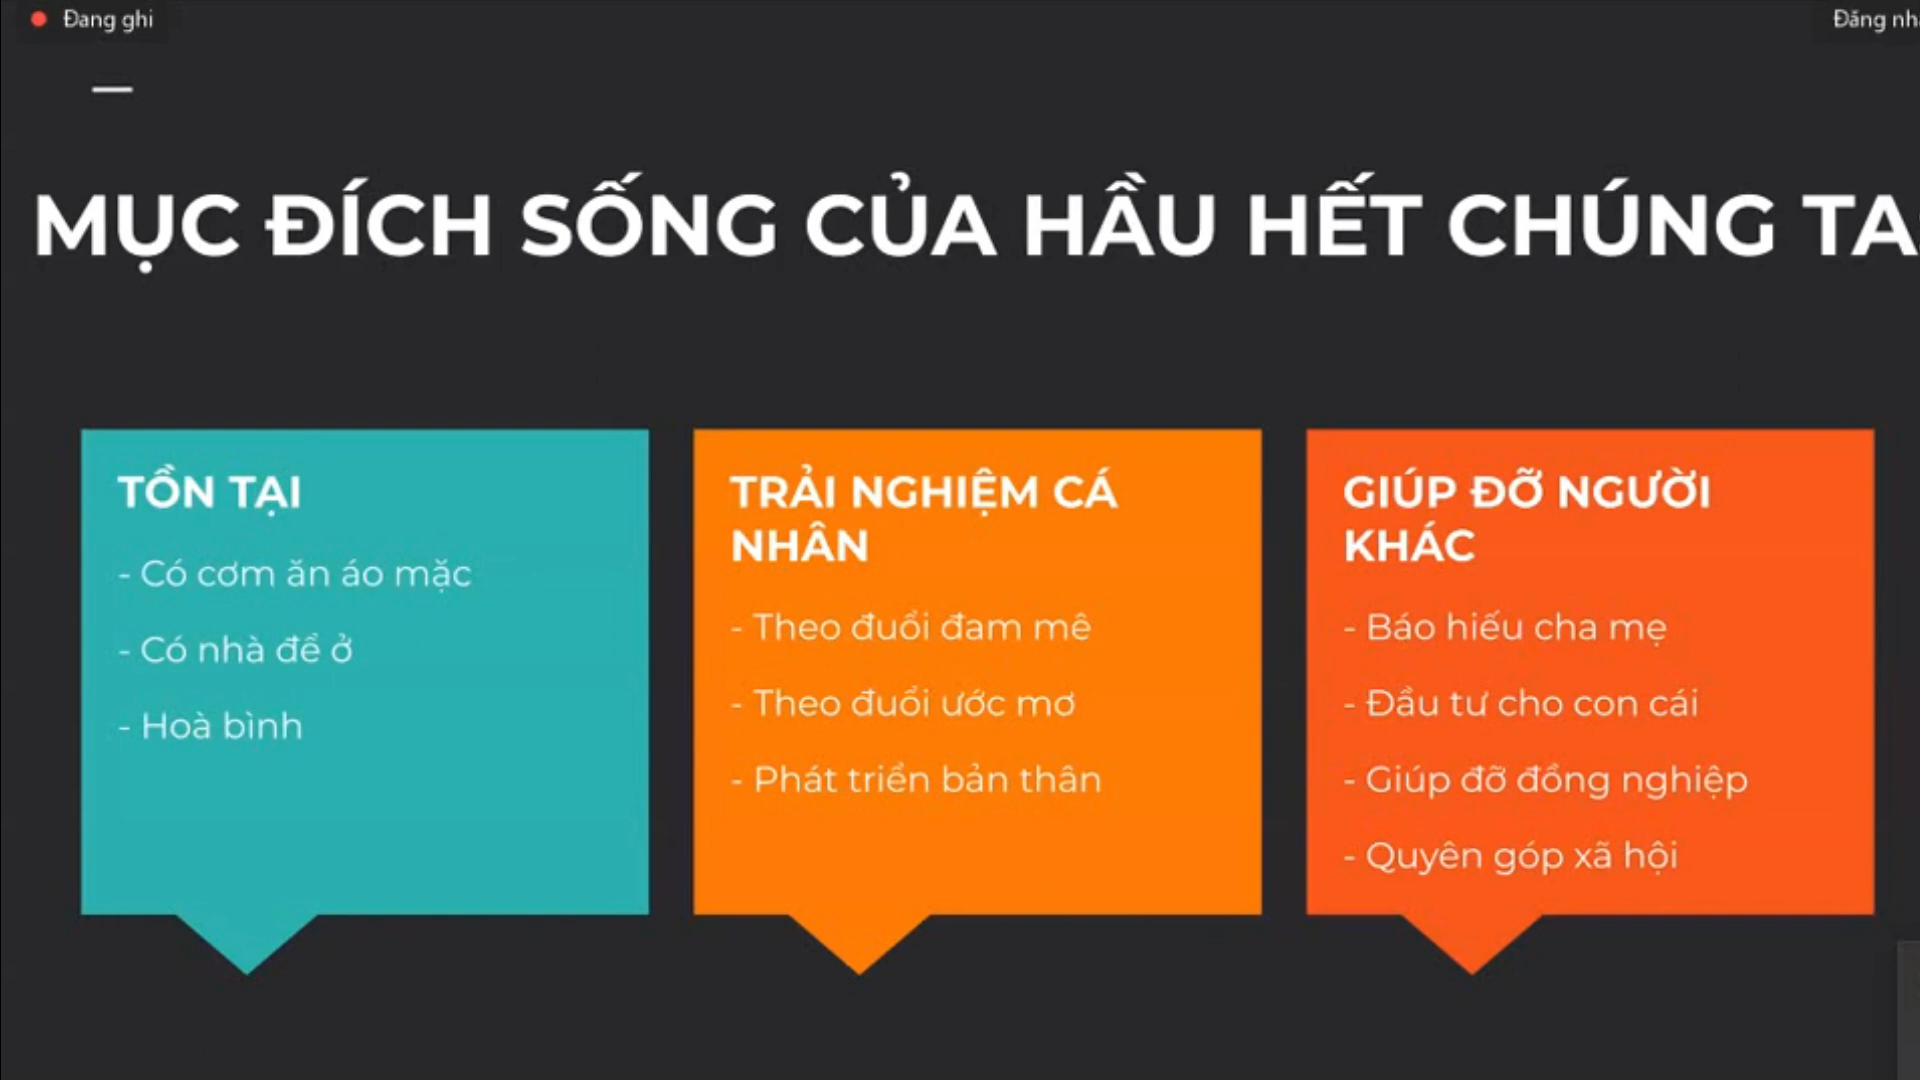 Đang ghi
Đăng
MỤC ĐÍCH SỐNG CỦA HẦU HẾT CHÚNG TA
TỒN TẠI
- Có cơm ăn áo mặc
- Có nhà để ở
- Hoà bình
TRẢI NGHIỆM CÁ
NHÂN
- Theo đuổi đam mê
- Theo đuổi ước mơ
- Phát triển bản thân
GIÚP ĐỠ NGƯỜI
KHÁC
- Báo hiếu cha mẹ
- Đầu tư cho con cái
- Giúp đỡ đồng nghiệp
- Quyên góp xã hội